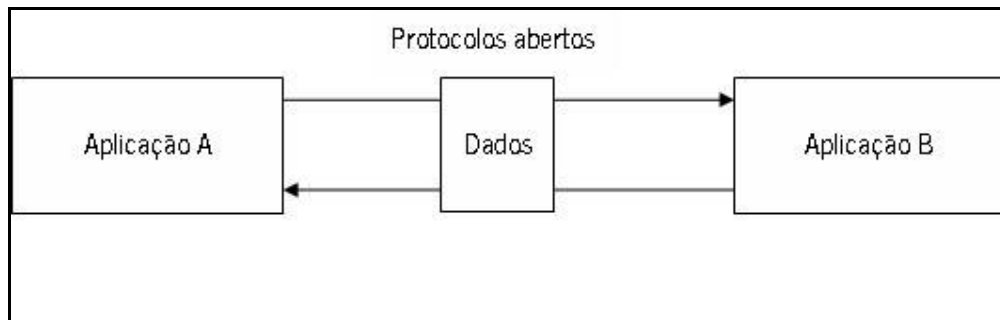 Protocolos abertos
Aplicação A
Dados
Aplicação B